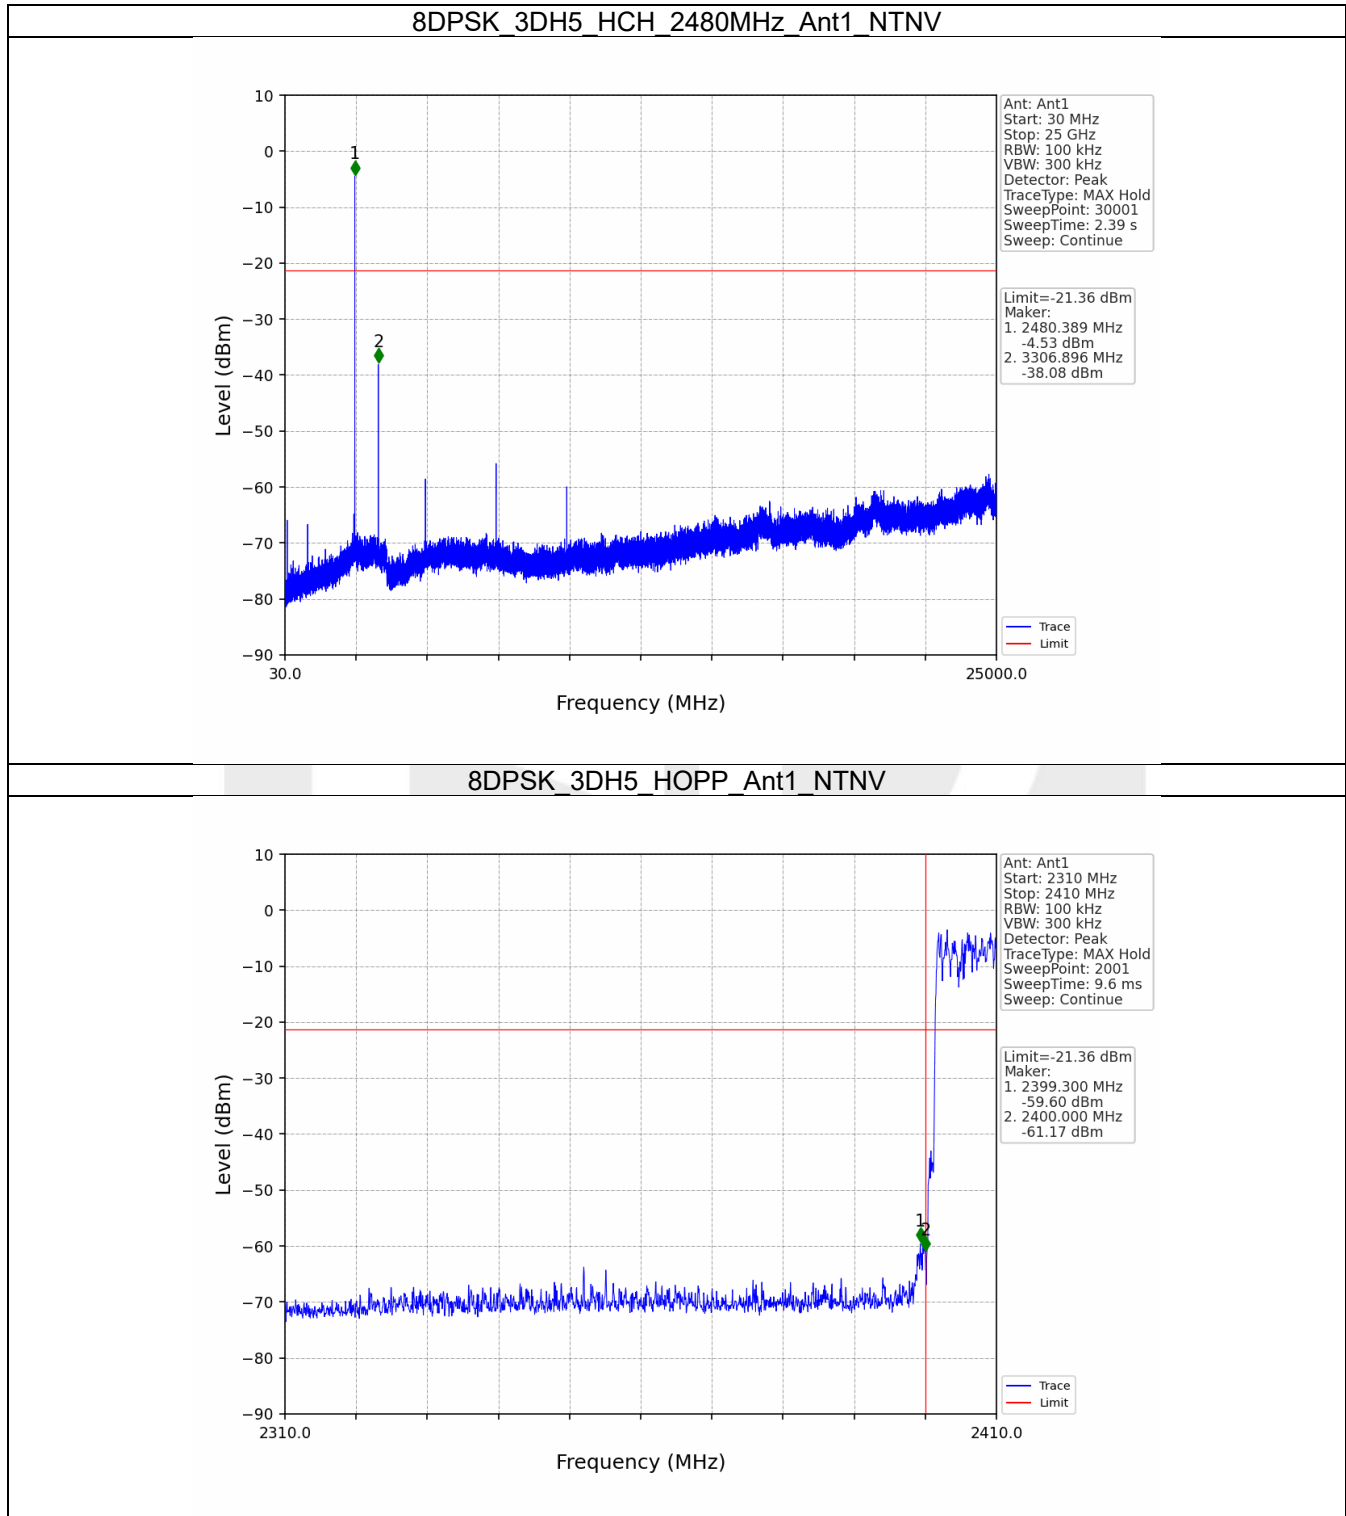 8DPSK_3DH5_HCH_2480MHz_Ant1_NTNV
10
0
−10
−20
−30
−40
−50
−60
−70
−80
−90
Level (dBm)
1
2
30.0
25000.0
Frequency (MHz)
Ant: Ant1
Start: 30 MHz
Stop: 25 GHz
RBW: 100 kHz
VBW: 300 kHz
Detector: Peak
TraceType: MAX Hold
SweepPoint: 30001
SweepTime: 2.39 s
Sweep: Continue
Limit=-21.36 dBm
Maker:
1. 2480.389 MHz
-4.53 dBm
2. 3306.896 MHz
-38.08 dBm
Trace
Limit
8DPSK_3DH5_HOPP_Ant1_NTNV
10
0
−10
−20
−30
−40
−50
−60
−70
−80
−90
Level (dBm)
1
2
2310.0
2410.0
Frequency (MHz)
Ant: Ant1
Start: 2310 MHz
Stop: 2410 MHz
RBW: 100 kHz
VBW: 300 kHz
Detector: Peak
TraceType: MAX Hold
SweepPoint: 2001
SweepTime: 9.6 ms
Sweep: Continue
Limit=-21.36 dBm
Maker:
1. 2399.300 MHz
-59.60 dBm
2. 2400.000 MHz
-61.17 dBm
Trace
Limit